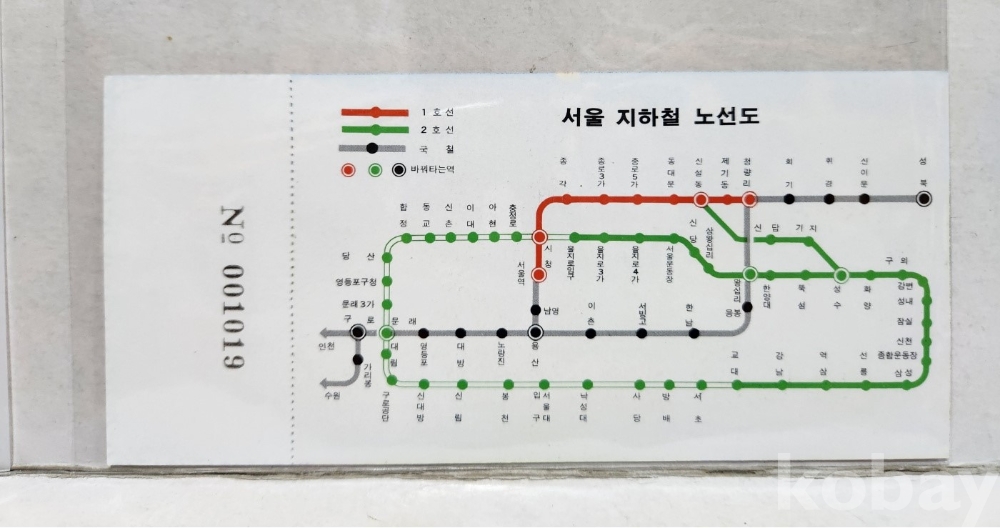 서울 지하철 노선도
1 호 선
2 호 선
국 철
바꿔타는역
№ 001019
종각
종로3가
종로5가
동대문
신설동
제기동
청량리
회기
휘경
신이문
성북
합정
동교
신촌
이대
아현
충정로
시청
을지로입구
을지로3가
을지로4가
서울운동장
신당
상왕십리
신답
용답
구의
당산
영등포구청
문래3가
서울역
왕십리
한양대
뚝섬
성수
화양
강변
성내
잠실
신천
종합운동장
삼성
남영
이촌
서빙고
한남
응봉
구로
문래
인천
대림
영등포
대방
노량진
용산
가리봉
수원
교대
강남
역삼
선릉
구로공단
신대방
신림
봉천
서울대입구
낙성대
사당
방배
서초
kobay